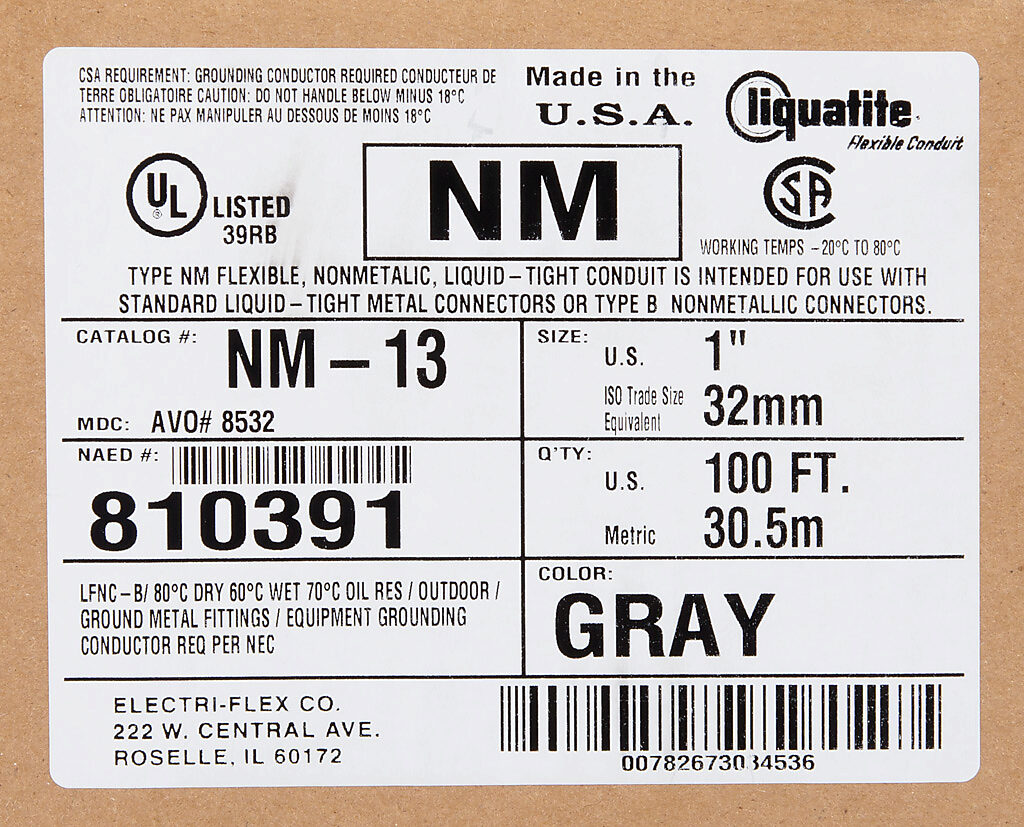 CSA REQUIREMENT: GROUNDING CONDUCTOR REQUIRED CONDUCTEUR DE
TERRE OBLIGATOIRE CAUTION: DO NOT HANDLE BELOW MINUS 18°C
ATTENTION: NE PAX MANIPULER AU DESSOUS DE MOINS 18°C
Made in the
U.S.A.
liquatite
Flexible Conduit
UL ®
LISTED
39RB
NM
CSA
WORKING TEMPS -20°C TO 80°C
TYPE NM FLEXIBLE, NONMETALIC, LIQUID-TIGHT CONDUIT IS INTENDED FOR USE WITH
STANDARD LIQUID-TIGHT METAL CONNECTORS OR TYPE B NONMETALLIC CONNECTORS.
CATALOG #: NM-13
MDC: AVO# 8532
SIZE: U.S. 1"
ISO Trade Size
Equivalent 32mm
NAED #:
810391
Q'TY: U.S. 100 FT.
Metric 30.5m
LFNC-B/ 80°C DRY 60°C WET 70°C OIL RES / OUTDOOR /
GROUND METAL FITTINGS / EQUIPMENT GROUNDING
CONDUCTOR REQ PER NEC
COLOR:
GRAY
ELECTRI-FLEX CO.
222 W. CENTRAL AVE.
ROSELLE, IL 60172